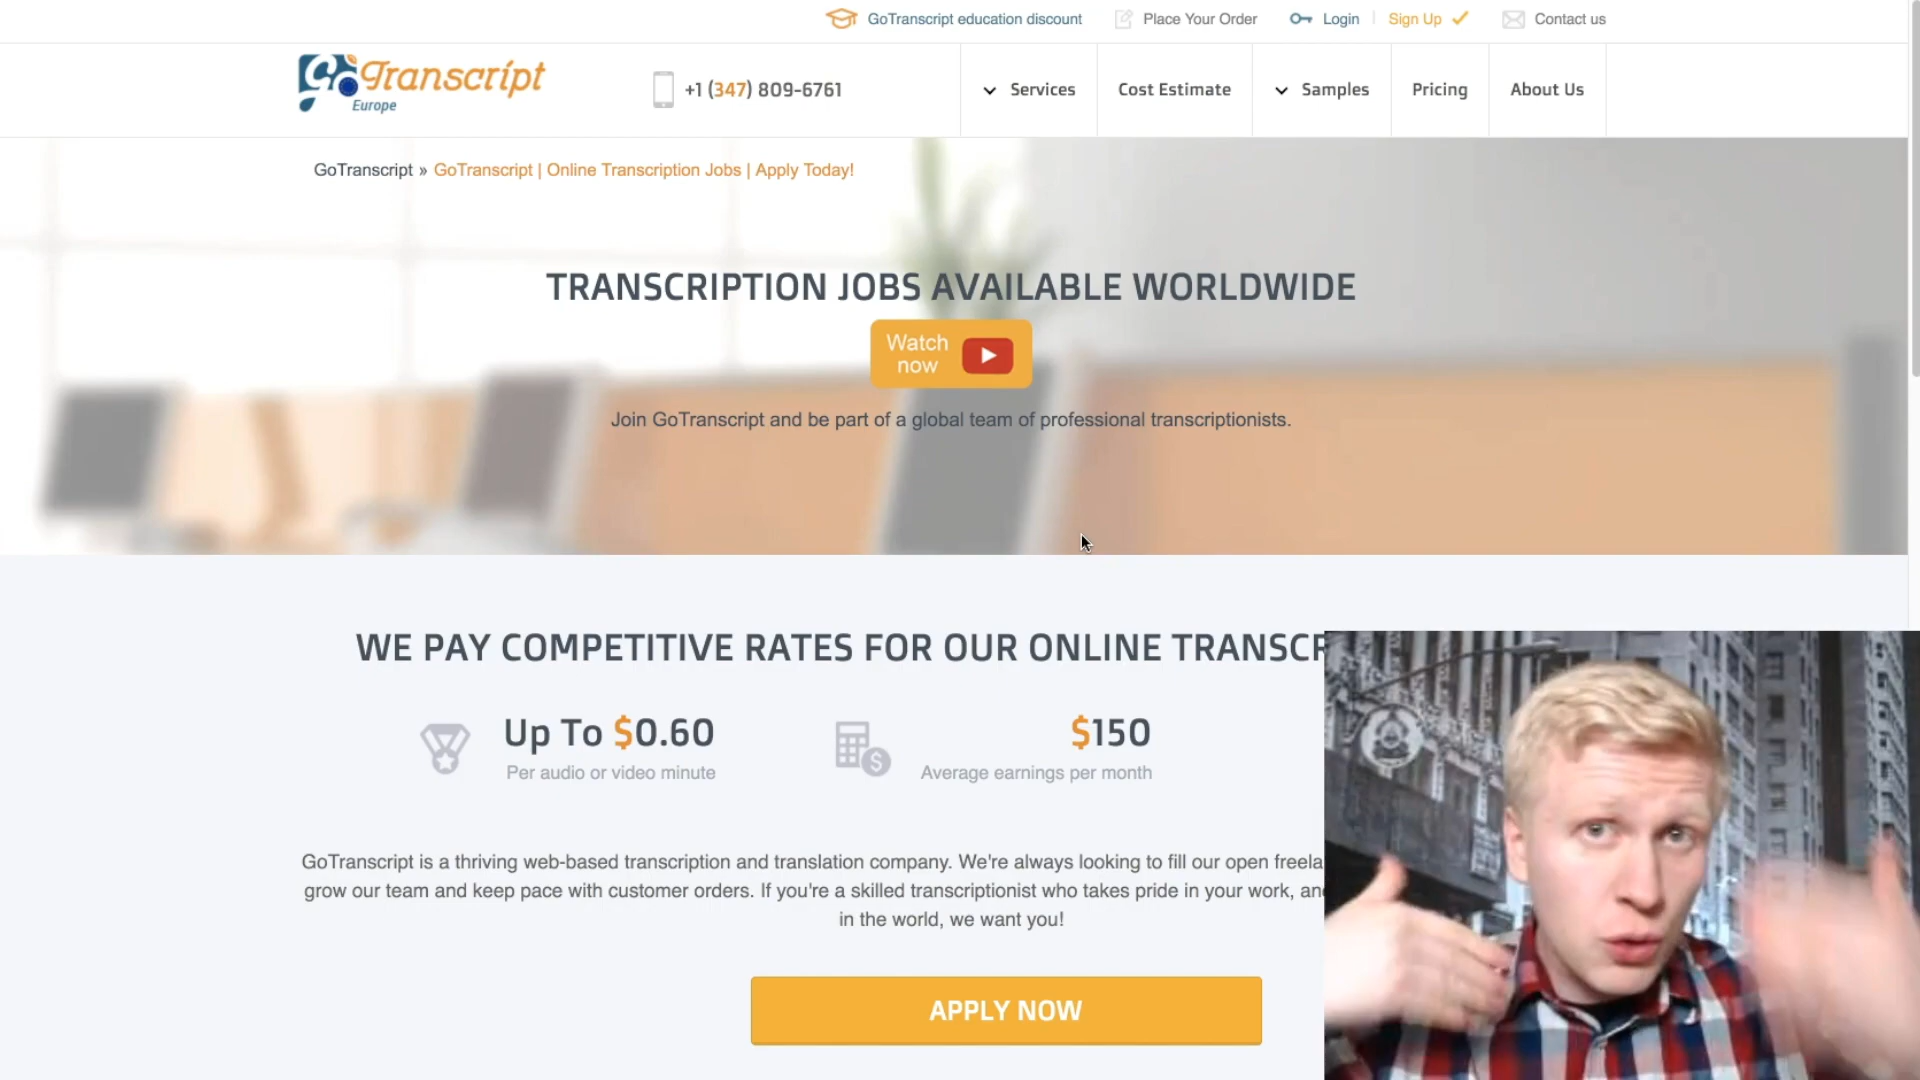 GoTranscript education discount
Place Your Order
Login
Sign Up
Contact us
GoTranscript
Europe
+1 (347) 809-6761
Services
Cost Estimate
Samples
Pricing
About Us
GoTranscript » GoTranscript | Online Transcription Jobs | Apply Today!
TRANSCRIPTION JOBS AVAILABLE WORLDWIDE
Watch
now
Join GoTranscript and be part of a global team of professional transcriptionists.
WE PAY COMPETITIVE RATES FOR OUR ONLINE TRANSCR
Up To $0.60
Per audio or video minute
$150
Average earnings per month
GoTranscript is a thriving web-based transcription and translation company. We're always looking to fill our open freela
grow our team and keep pace with customer orders. If you're a skilled transcriptionist who takes pride in your work, an
in the world, we want you!
APPLY NOW